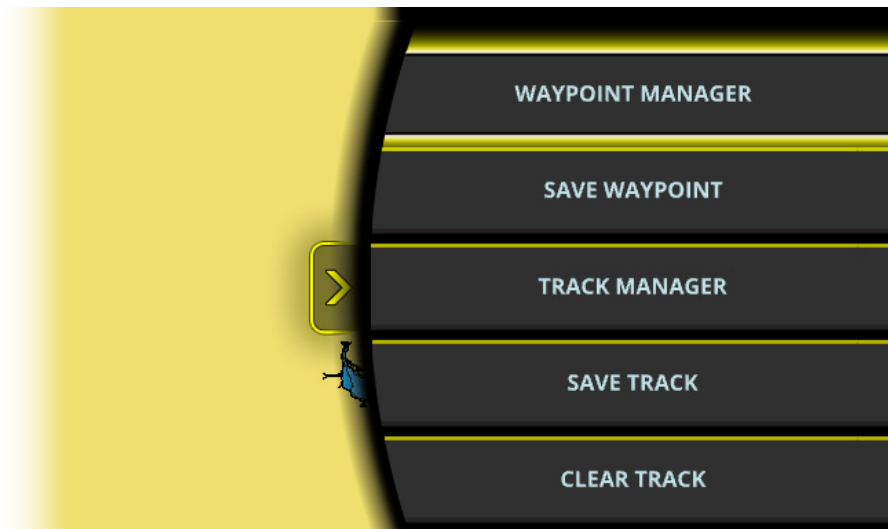 WAYPOINT MANAGER
SAVE WAYPOINT
TRACK MANAGER
SAVE TRACK
CLEAR TRACK